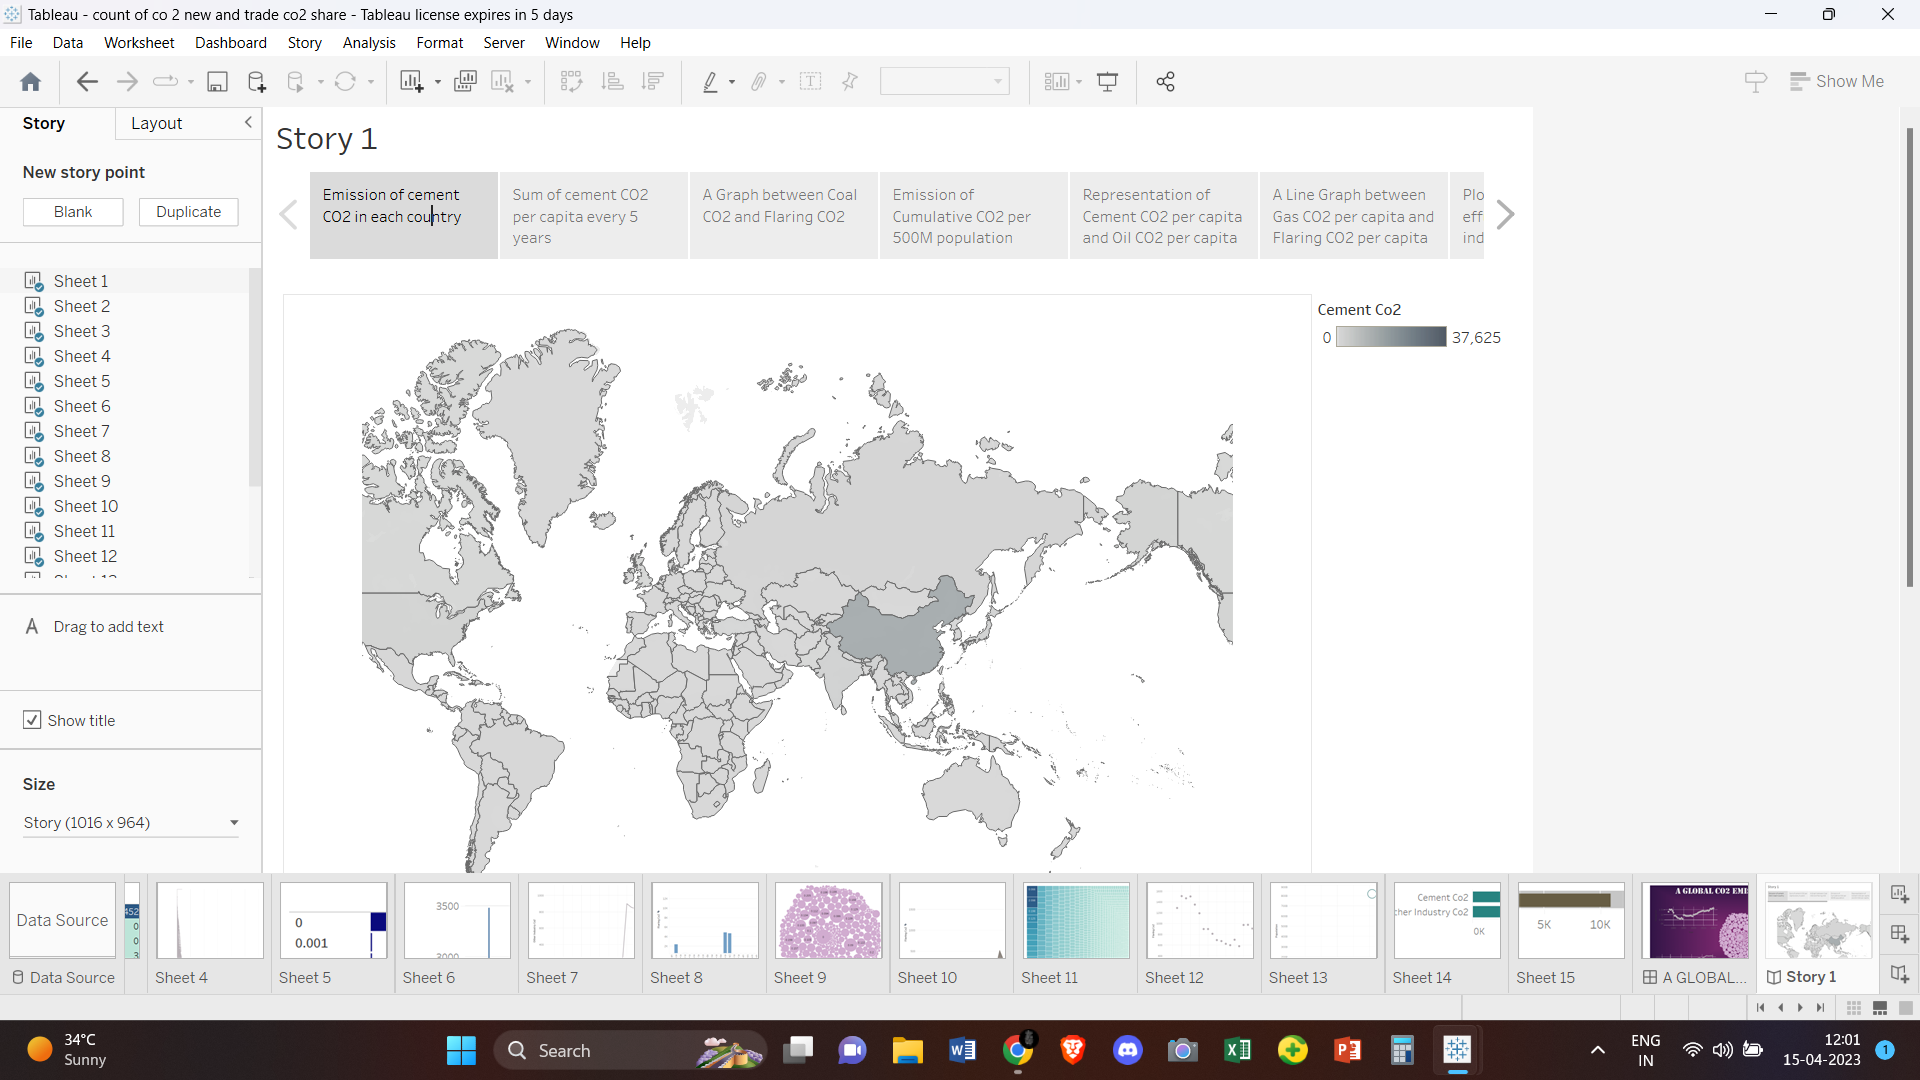 Tableau - count of co 2 new and trade co2 share - Tableau license expires in 5 days
File Data Worksheet Dashboard Story Analysis Format Server Window Help
Show Me
Story Layout
New story point
Blank Duplicate
Sheet 1
Sheet 2
Sheet 3
Sheet 4
Sheet 5
Sheet 6
Sheet 7
Sheet 8
Sheet 9
Sheet 10
Sheet 11
Sheet 12
A Drag to add text
Show title
Size
Story (1016 x 964)
Story 1
Emission of cement
CO2 in each country
Sum of cement CO2
per capita every 5
years
A Graph between Coal
CO2 and Flaring CO2
Emission of
Cumulative CO2 per
500M population
Representation of
Cement CO2 per capita
and Oil CO2 per capita
A Line Graph between
Gas CO2 per capita and
Flaring CO2 per capita
Plo
eff
ind
Cement Co2
0 37,625
Data Source
452
0
0
3
0
0.001
3500
3000
Cement Co2
her Industry Co2
0K
5K 10K
A GLOBAL CO2 EMI
Data Source Sheet 4 Sheet 5 Sheet 6 Sheet 7 Sheet 8 Sheet 9 Sheet 10 Sheet 11 Sheet 12 Sheet 13 Sheet 14 Sheet 15 A GLOBAL... Story 1
34°C
Sunny
Search
ENG
IN
12:01
15-04-2023
1